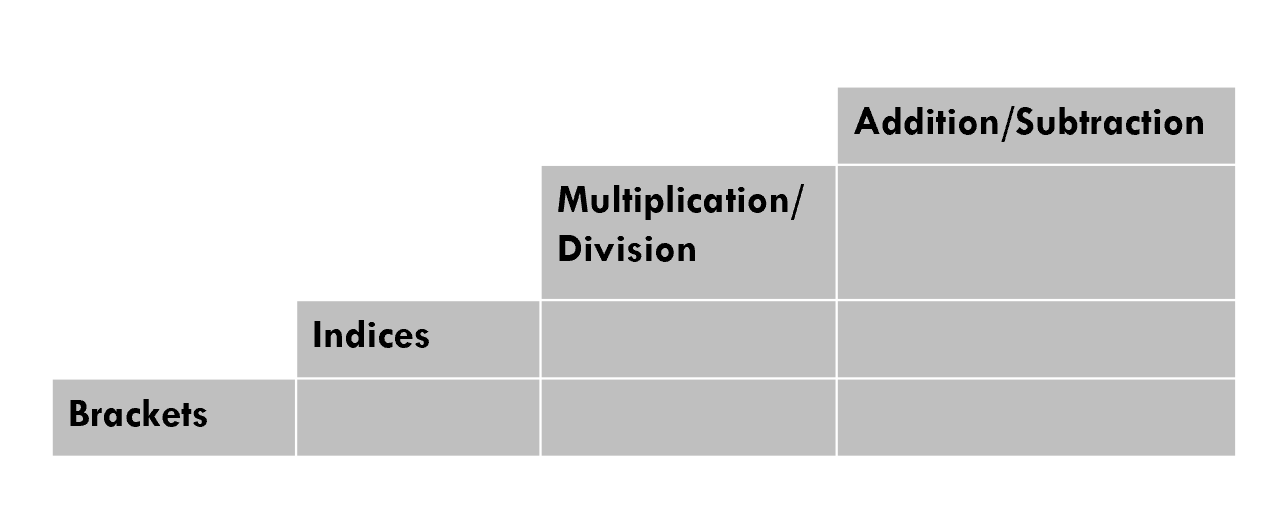 Addition/Subtraction
Multiplication/
Division
Indices
Brackets